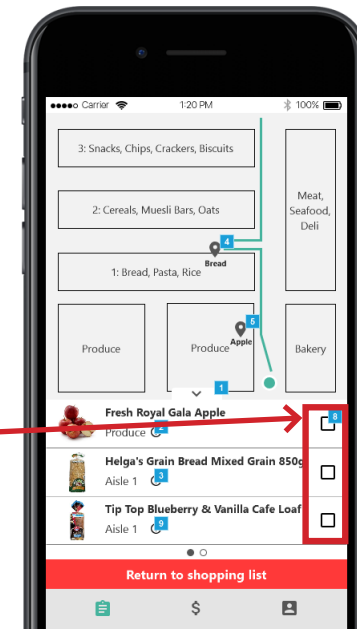 Carrier 1:20 PM 100%
3: Snacks, Chips, Crackers, Biscuits
2: Cereals, Muesli Bars, Oats
Meat,
Seafood,
Deli
4
Bread
1: Bread, Pasta, Rice
5
Apple
Produce
Produce
Bakery
1
Fresh Royal Gala Apple
8
Produce
Helga's Grain Bread Mixed Grain 850g
Aisle 1 3
Tip Top Blueberry & Vanilla Cafe Loaf
Aisle 1 9
Return to shopping list
$